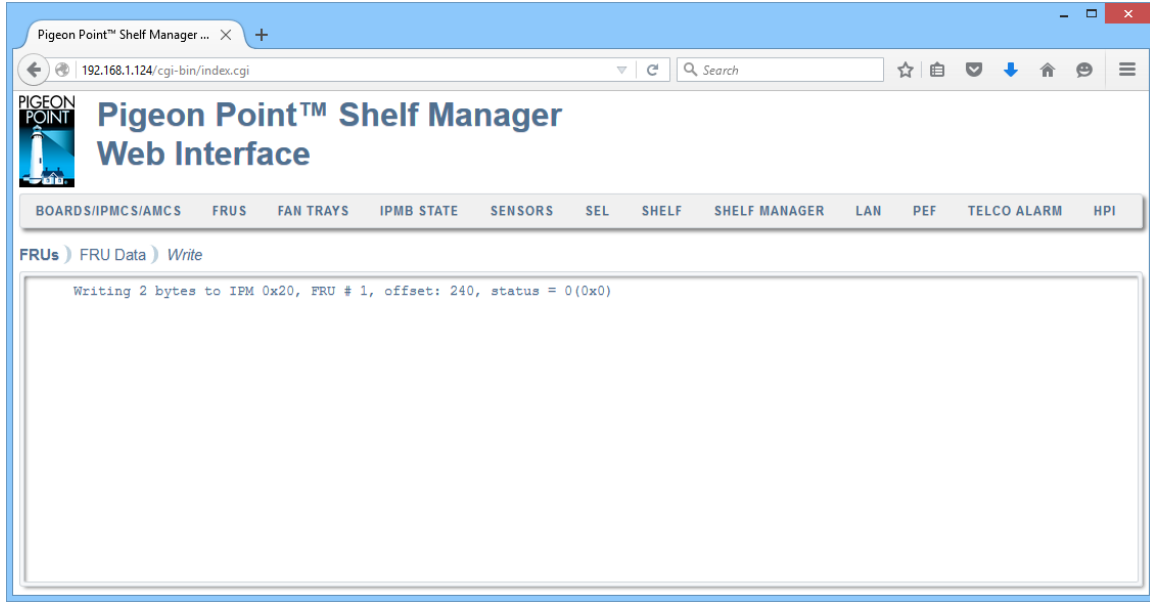 Pigeon Point™ Shelf Manager ...
192.168.1.124/cgi-bin/index.cgi
Search
PIGEON
POINT
Pigeon Point™ Shelf Manager
Web Interface
BOARDS/IPMCS/AMCS FRUS FAN TRAYS IPMB STATE SENSORS SEL SHELF SHELF MANAGER LAN PEF TELCO ALARM HPI
FRUs ) FRU Data ) Write
Writing 2 bytes to IPM 0x20, FRU # 1, offset: 240, status = 0(0x0)